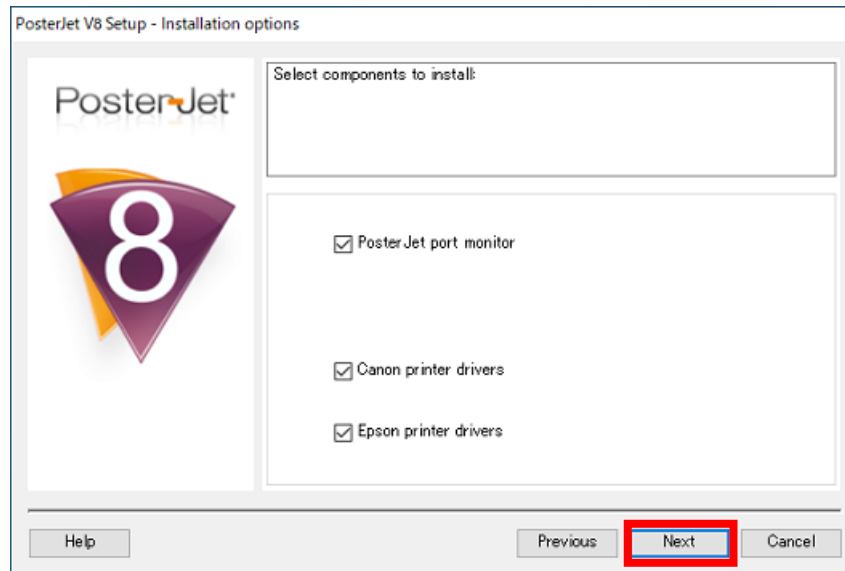 PosterJet V8 Setup - Installation options
PosterJet
8
Select components to install:
PosterJet port monitor
Canon printer drivers
Epson printer drivers
Help
Previous
Next
Cancel